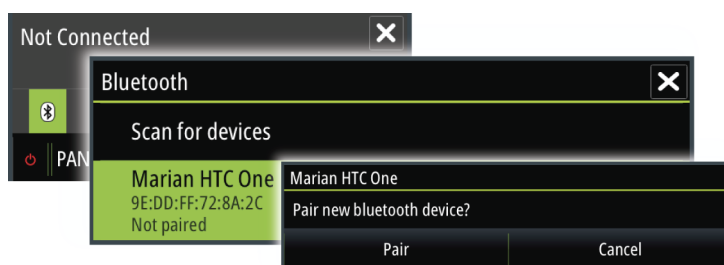 Not Connected
Bluetooth
Scan for devices
PAN
Marian HTC One
9E:DD:FF:72:8A:2C
Not paired
Marian HTC One
Pair new bluetooth device?
Pair Cancel